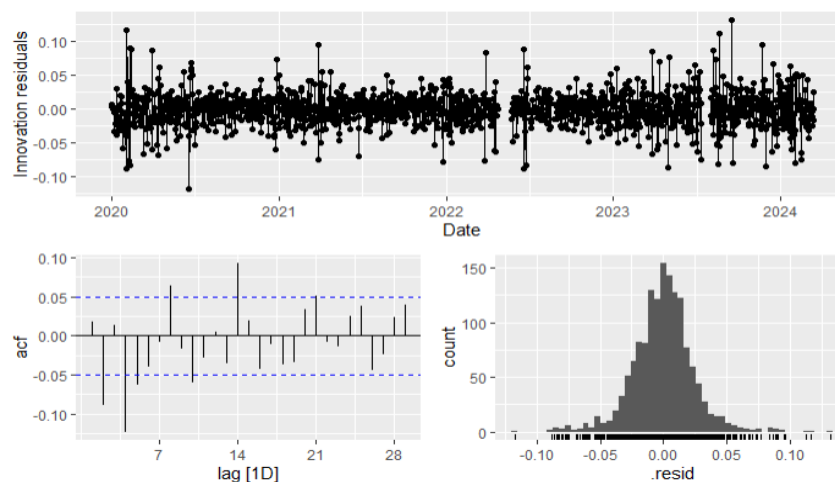 Innovation residuals
0.10
0.05
0.00
-0.05
-0.10
2020 2021 2022 2023 2024
Date
acf
0.10
0.05
0.00
-0.05
-0.10
7 14 21 28
lag [1D]
count
150
100
50
0
-0.10 -0.05 0.00 0.05 0.10
.resid